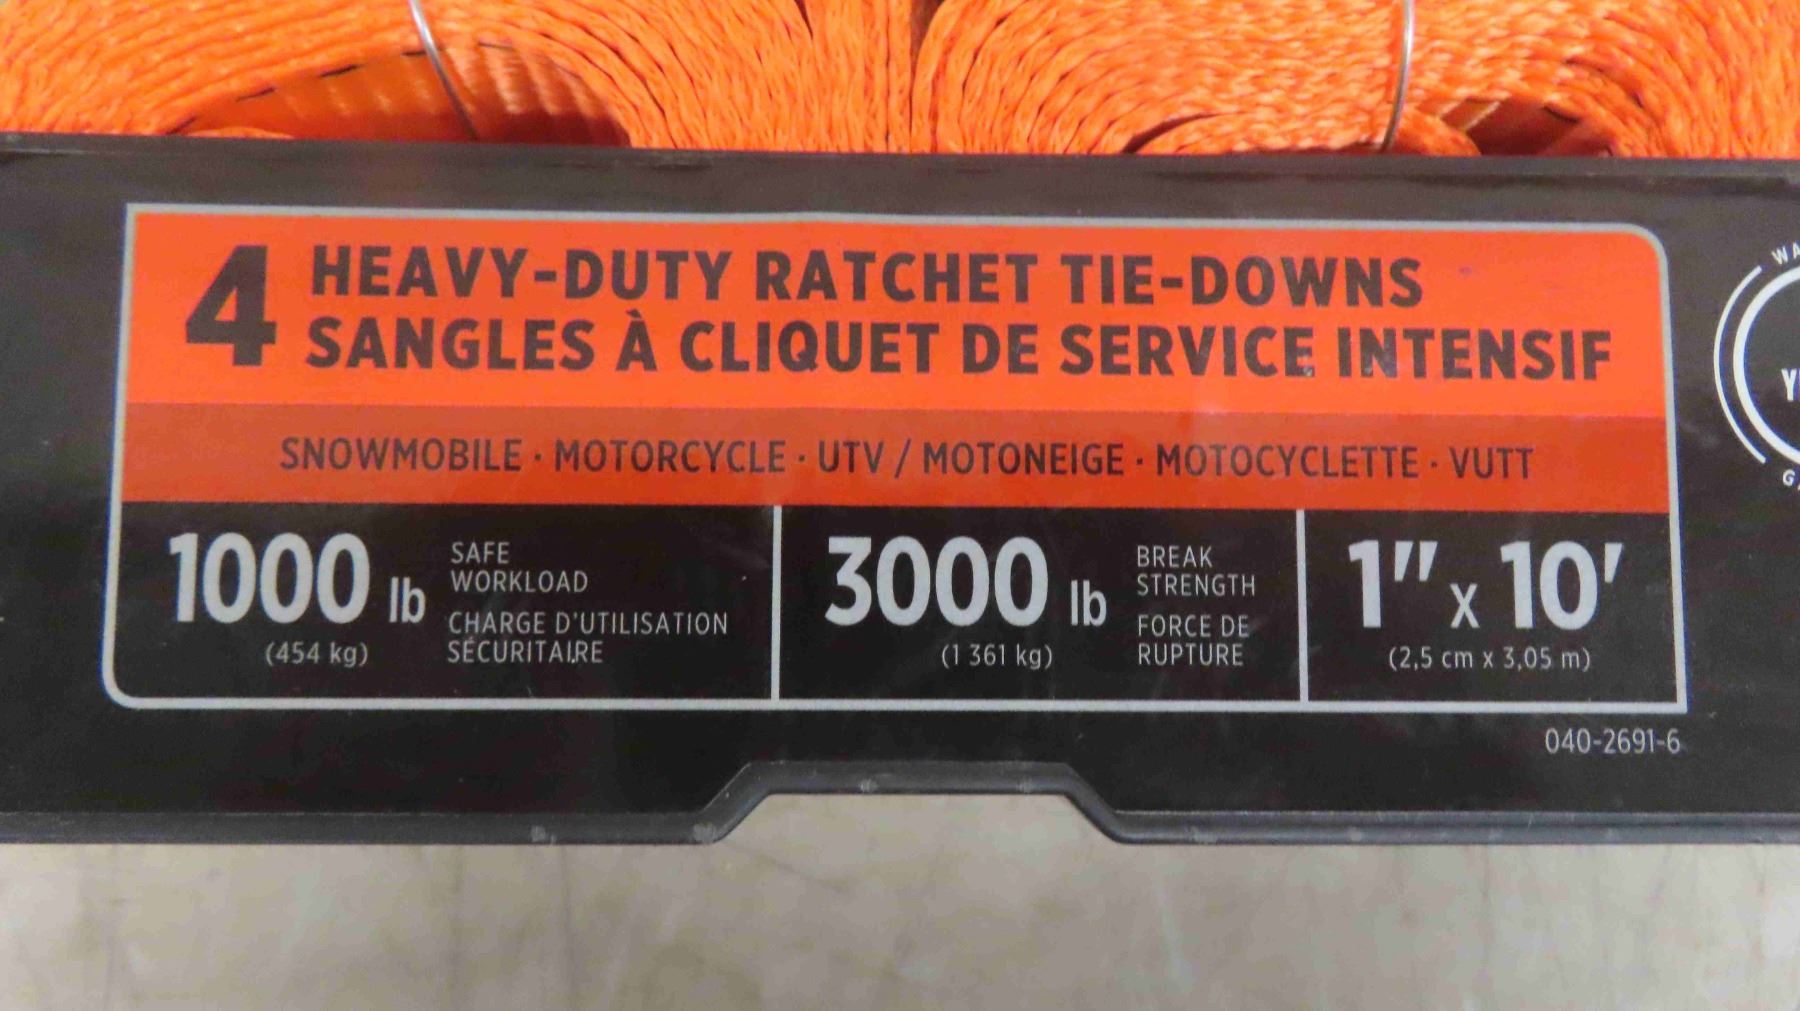 4 HEAVY-DUTY RATCHET TIE-DOWNS
SANGLES À CLIQUET DE SERVICE INTENSIF
SNOWMOBILE · MOTORCYCLE · UTV / MOTONEIGE · MOTOCYCLETTE · VUTT
1000 lb
(454 kg)
SAFE
WORKLOAD
CHARGE D'UTILISATION
SÉCURITAIRE
3000 lb
(1 361 kg)
BREAK
STRENGTH
FORCE DE
RUPTURE
1" x 10'
(2,5 cm x 3,05 m)
040-2691-6